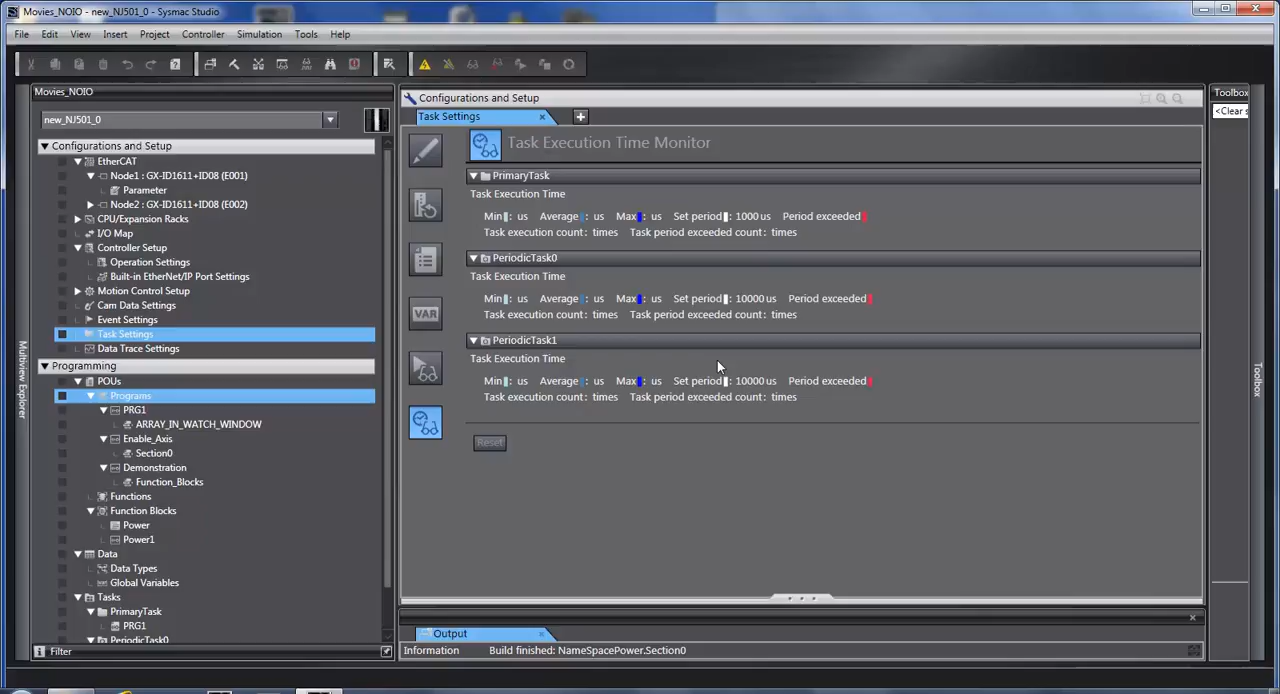 Movies_NOIO - new_NJ501_0 - Sysmac Studio
File Edit View Insert Project Controller Simulation Tools Help
Movies_NOIO
new_NJ501_0
Configurations and Setup
EtherCAT
Node1 : GX-ID1611+ID08 (E001)
Parameter
Node2 : GX-ID1611+ID08 (E002)
CPU/Expansion Racks
I/O Map
Controller Setup
Operation Settings
Built-in EtherNet/IP Port Settings
Motion Control Setup
Cam Data Settings
Event Settings
Task Settings
Data Trace Settings
Programming
POUs
Programs
PRG1
ARRAY_IN_WATCH_WINDOW
Enable_Axis
Section0
Demonstration
Function_Blocks
Functions
Function Blocks
Power
Power1
Data
Data Types
Global Variables
Tasks
PrimaryTask
PRG1
PeriodicTask0
Filter
Multiview Explorer
Configurations and Setup
Task Settings
VAR
Task Execution Time Monitor
PrimaryTask
Task Execution Time
Min : us Average : us Max : us Set period : 1000 us Period exceeded
Task execution count : times Task period exceeded count : times
PeriodicTask0
Task Execution Time
Min : us Average : us Max : us Set period : 10000 us Period exceeded
Task execution count : times Task period exceeded count : times
PeriodicTask1
Task Execution Time
Min : us Average : us Max : us Set period : 10000 us Period exceeded
Task execution count : times Task period exceeded count : times
Reset
Output
Information Build finished: NameSpacePower.Section0
Toolbox
<Clear s
Toolbox